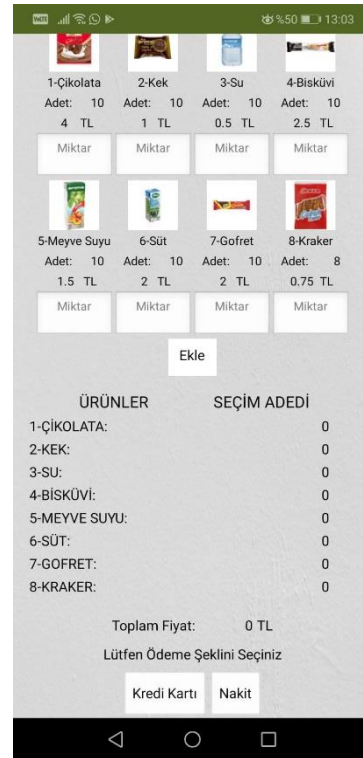 %50 13:03
1-Çikolata 2-Kek 3-Su 4-Bisküvi
Adet: 10 Adet: 10 Adet: 10 Adet: 10
4 TL 1 TL 0.5 TL 2.5 TL
Miktar Miktar Miktar Miktar
5-Meyve Suyu 6-Süt 7-Gofret 8-Kraker
Adet: 10 Adet: 10 Adet: 10 Adet: 8
1.5 TL 2 TL 2 TL 0.75 TL
Miktar Miktar Miktar Miktar
Ekle
ÜRÜNLER SEÇİM ADEDİ
1-ÇİKOLATA: 0
2-KEK: 0
3-SU: 0
4-BİSKÜVİ: 0
5-MEYVE SUYU: 0
6-SÜT: 0
7-GOFRET: 0
8-KRAKER: 0
Toplam Fiyat: 0 TL
Lütfen Ödeme Şeklini Seçiniz
Kredi Kartı Nakit